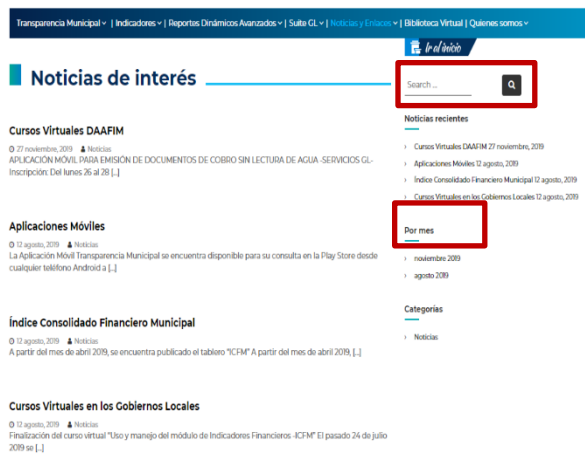 Transparencia Municipal | Indicadores | Reportes Dinámicos Avanzados | Suite GL | Noticias y Enlaces | Biblioteca Virtual | Quienes somos
Ir al inicio
Noticias de interés
Cursos Virtuales DAAFIM
27 noviembre, 2019 Noticias
APLICACIÓN MÓVIL PARA EMISIÓN DE DOCUMENTOS DE COBRO SIN LECTURA DE AGUA -SERVICIOS GL-
Inscripción: Del lunes 26 al 28 [...]
Aplicaciones Móviles
12 agosto, 2019 Noticias
La Aplicación Móvil Transparencia Municipal se encuentra disponible para su consulta en la Play Store desde
cualquier teléfono Android a [...]
Índice Consolidado Financiero Municipal
12 agosto, 2019 Noticias
A partir del mes de abril 2019, se encuentra publicado el tablero "ICFM" A partir del mes de abril 2019, [...]
Cursos Virtuales en los Gobiernos Locales
12 agosto, 2019 Noticias
Finalización del curso virtual "Uso y manejo del módulo de Indicadores Financieros -ICFM" El pasado 24 de julio
2019 se [...]
Search ...
Noticias recientes
Cursos Virtuales DAAFIM 27 noviembre, 2019
Aplicaciones Móviles 12 agosto, 2019
Índice Consolidado Financiero Municipal 12 agosto, 2019
Cursos Virtuales en los Gobiernos Locales 12 agosto, 2019
Por mes
noviembre 2019
agosto 2019
Categorías
Noticias